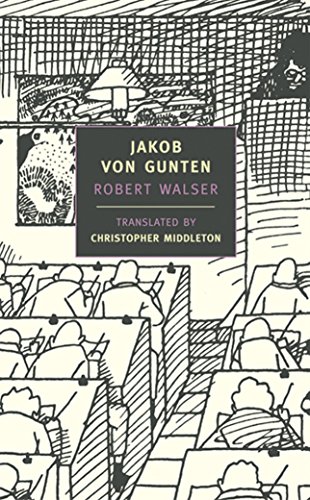 JAKOB
VON GUNTEN
ROBERT WALSER
TRANSLATED BY
CHRISTOPHER MIDDLETON